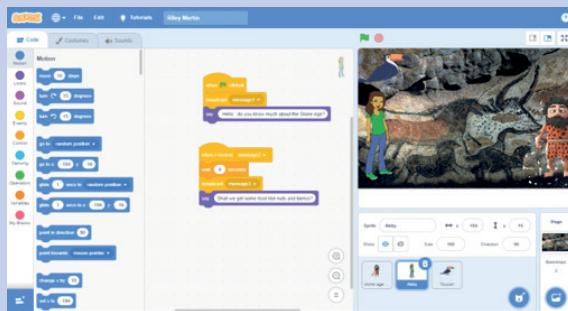 SCRATCH
File Edit Tutorials Riley Martin
Code Costumes Sounds
Motion
Motion
Looks
Sound
Events
Control
Sensing
Operators
Variables
My Blocks
move 10 steps
turn 15 degrees
turn 15 degrees
go to random position
go to x: -154 y: -16
glide 1 secs to random position
glide 1 secs to x: -154 y: -16
point in direction 90
point towards mouse-pointer
change x by 10
set x to -154
when clicked
broadcast message1
say Hello, do you know much about the Stone age?
when I receive message2
wait seconds
broadcast
say Shall we get some food like nuts and berries?
Sprite Abby x -154 y
Show Size 100 Direction 90
stone age Abby Toucan
Stage
Backdrops